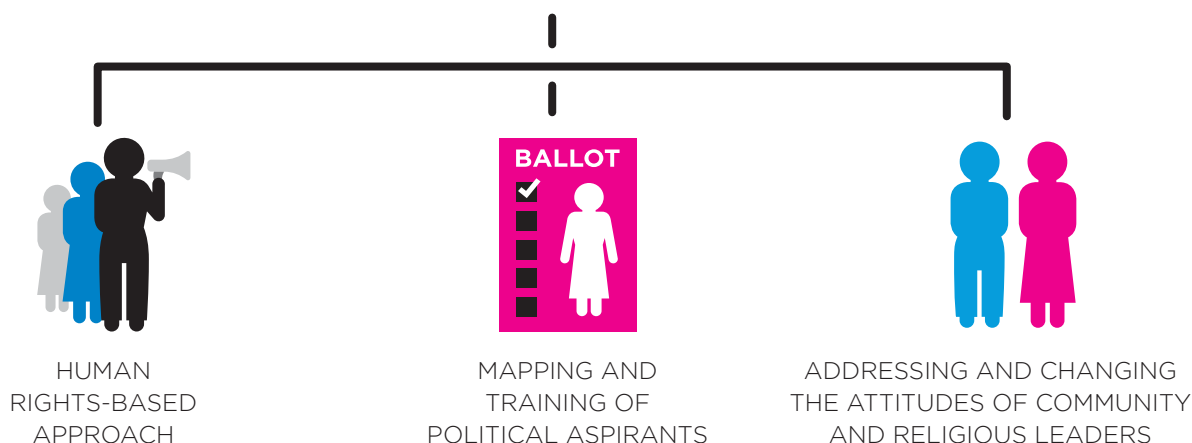 BALLOT
HUMAN
RIGHTS-BASED
APPROACH
MAPPING AND
TRAINING OF
POLITICAL ASPIRANTS
ADDRESSING AND CHANGING
THE ATTITUDES OF COMMUNITY
AND RELIGIOUS LEADERS